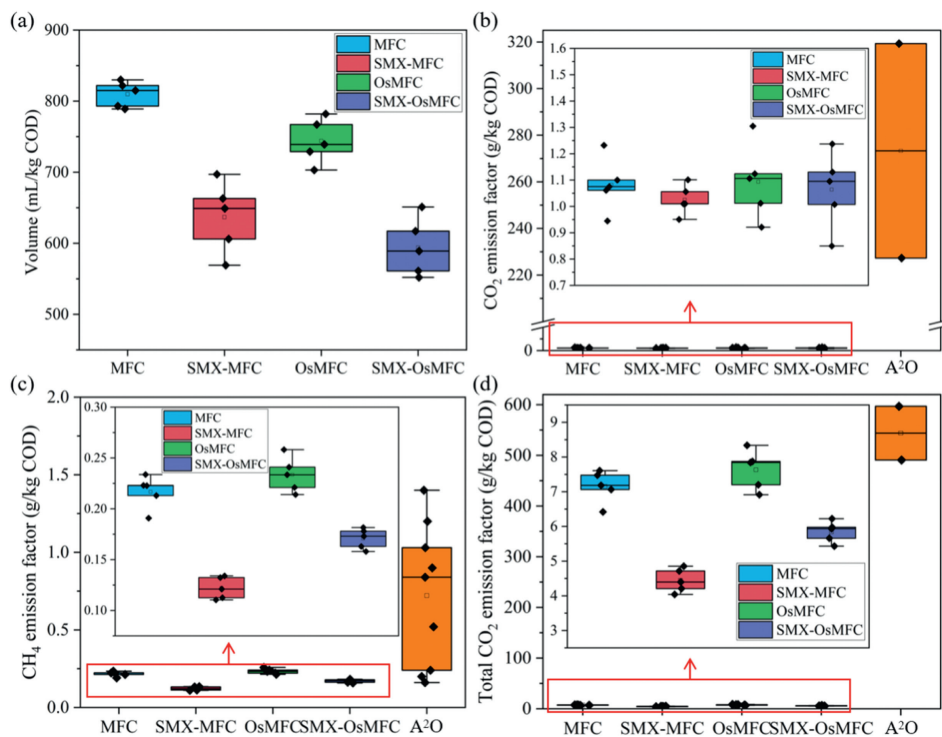 (a)
900
800
700
600
500
Volume (mL/kg COD)
MFC
SMX-MFC
OsMFC
SMX-OsMFC
MFC SMX-MFC OsMFC SMX-OsMFC
(b)
320
300
280
260
240
220
0
CO₂ emission factor (g/kg COD)
1.6
1.5
1.4
1.3
1.2
1.1
1.0
0.9
0.8
0.7
MFC
SMX-MFC
OsMFC
SMX-OsMFC
MFC SMX-MFC OsMFC SMX-OsMFC A²O
(c)
2.0
1.5
1.0
0.5
0.0
CH₄ emission factor (g/kg COD)
0.30
0.25
0.20
0.15
0.10
MFC
SMX-MFC
OsMFC
SMX-OsMFC
MFC SMX-MFC OsMFC SMX-OsMFC A²O
(d)
600
500
400
300
200
100
0
Total CO₂ emission factor (g/kg COD)
9
8
7
6
5
4
3
MFC
SMX-MFC
OsMFC
SMX-OsMFC
MFC SMX-MFC OsMFC SMX-OsMFC A²O